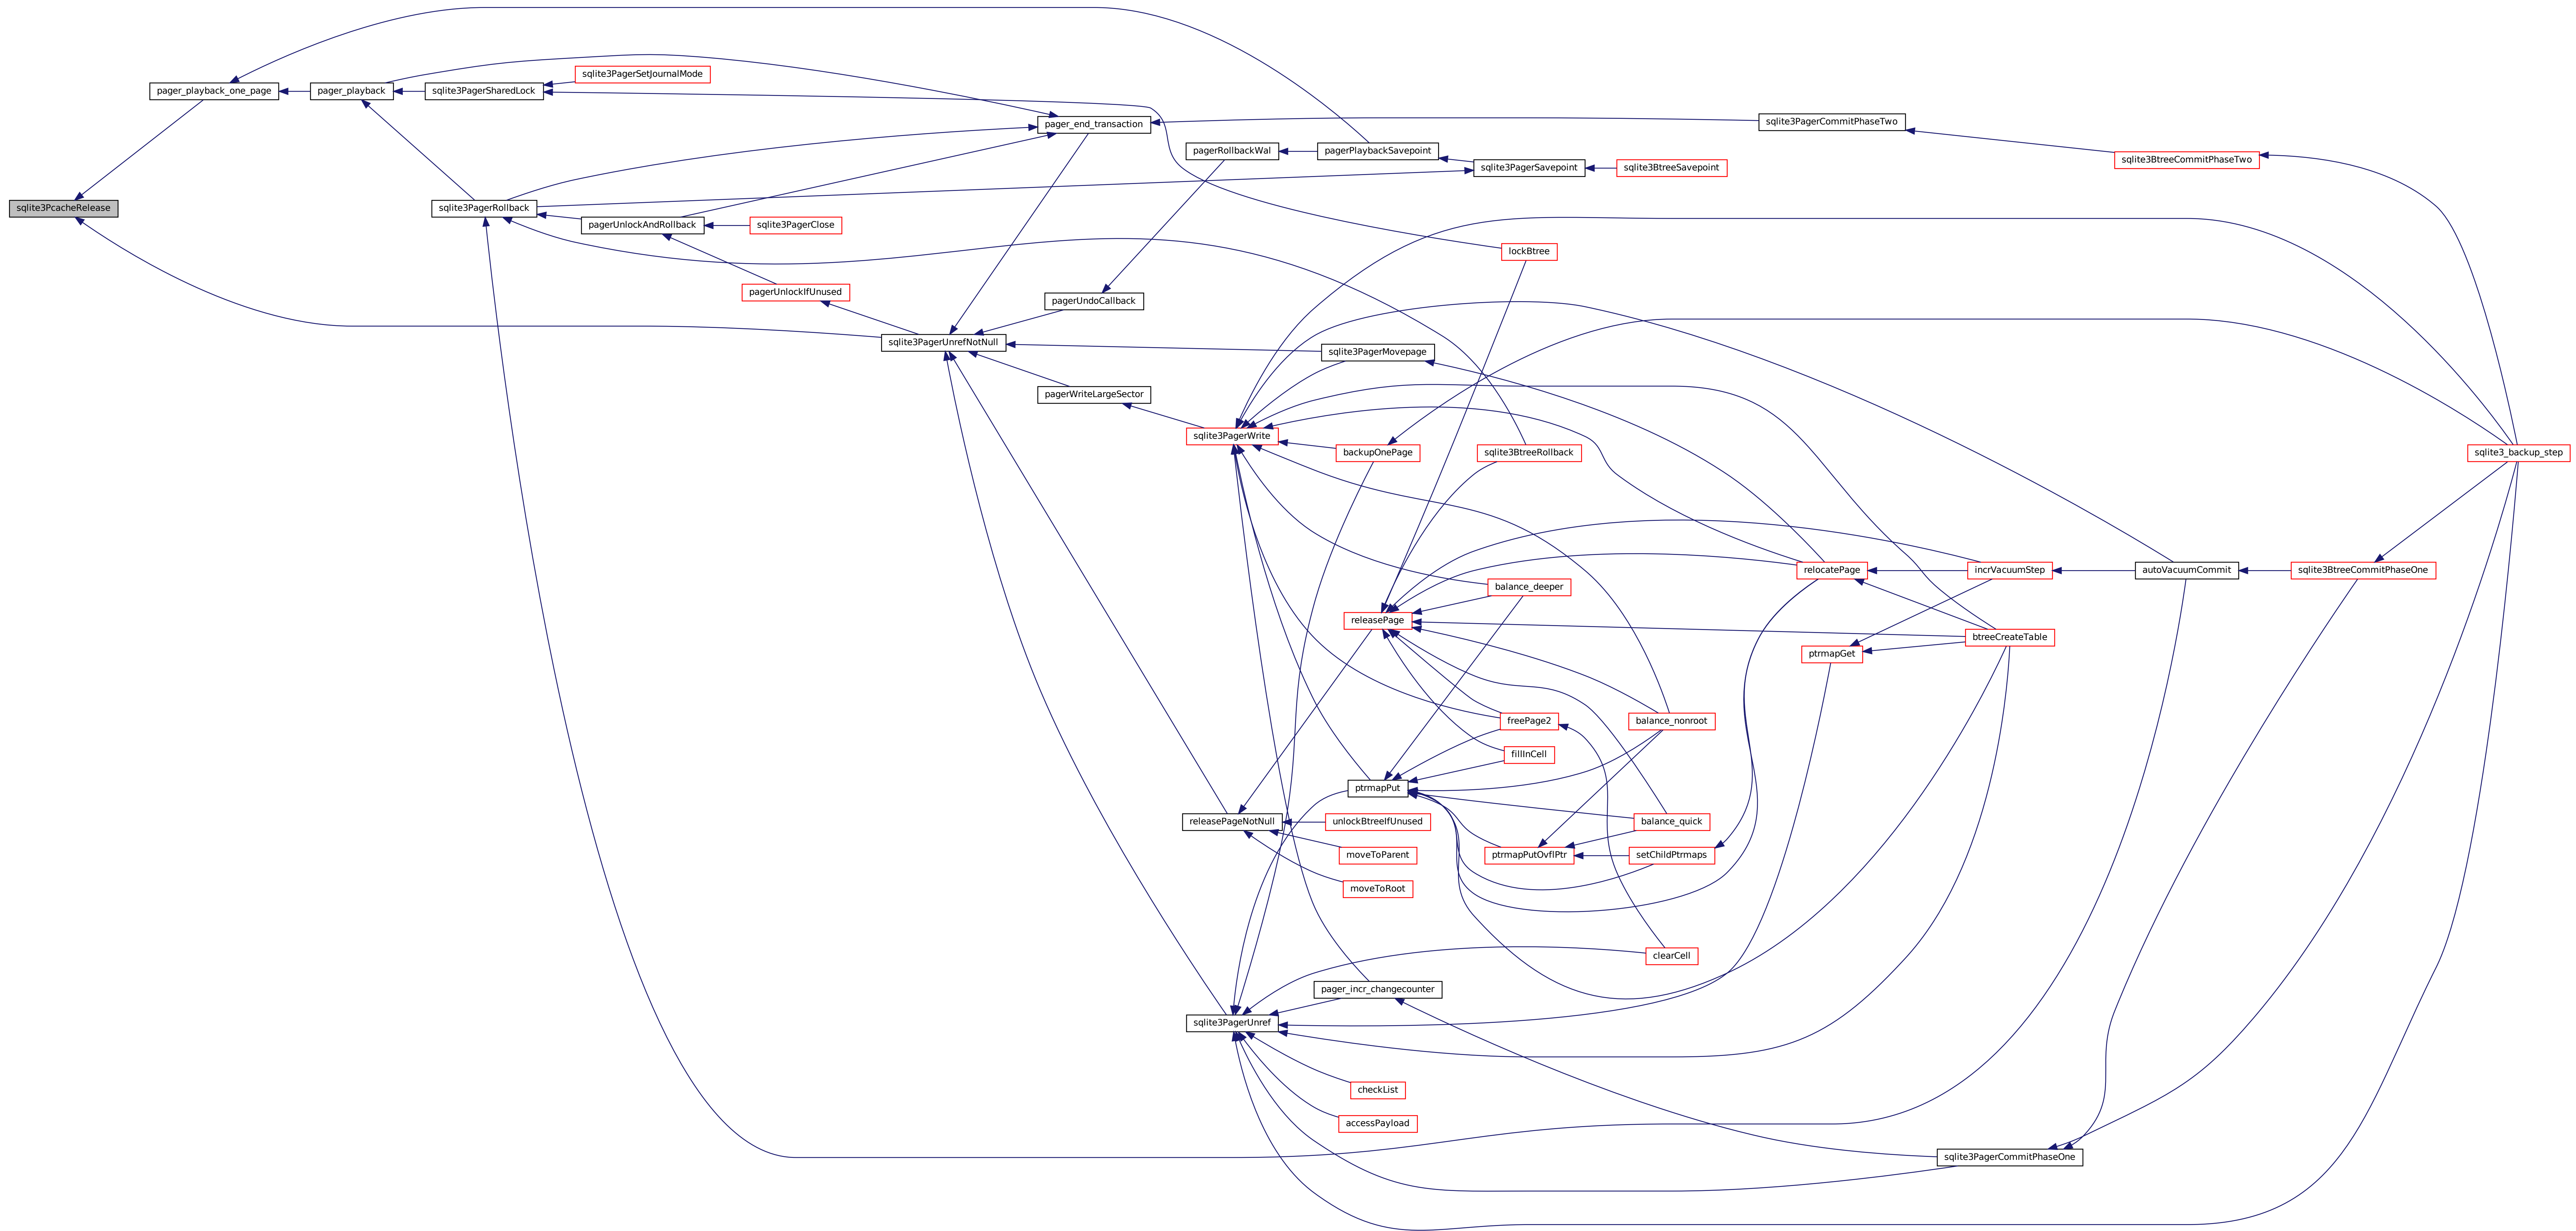 sqlite3PagerSetJournalMode
pager_playback_one_page
pager_playback
sqlite3PagerSharedLock
pager_end_transaction
sqlite3PagerCommitPhaseTwo
pagerRollbackWal
pagerPlaybackSavepoint
sqlite3BtreeCommitPhaseTwo
sqlite3PagerSavepoint
sqlite3BtreeSavepoint
sqlite3PcacheRelease
sqlite3PagerRollback
pagerUnlockAndRollback
sqlite3PagerClose
lockBtree
pagerUnlockIfUnused
pagerUndoCallback
sqlite3PagerUnrefNotNull
sqlite3PagerMovepage
pagerWriteLargeSector
sqlite3PagerWrite
backupOnePage
sqlite3BtreeRollback
sqlite3_backup_step
relocatePage
incrVacuumStep
autoVacuumCommit
sqlite3BtreeCommitPhaseOne
balance_deeper
releasePage
btreeCreateTable
ptrmapGet
freePage2
balance_nonroot
fillInCell
ptrmapPut
releasePageNotNull
unlockBtreeIfUnused
balance_quick
moveToParent
ptrmapPutOvflPtr
setChildPtrmaps
moveToRoot
clearCell
pager_incr_changecounter
sqlite3PagerUnref
checkList
accessPayload
sqlite3PagerCommitPhaseOne